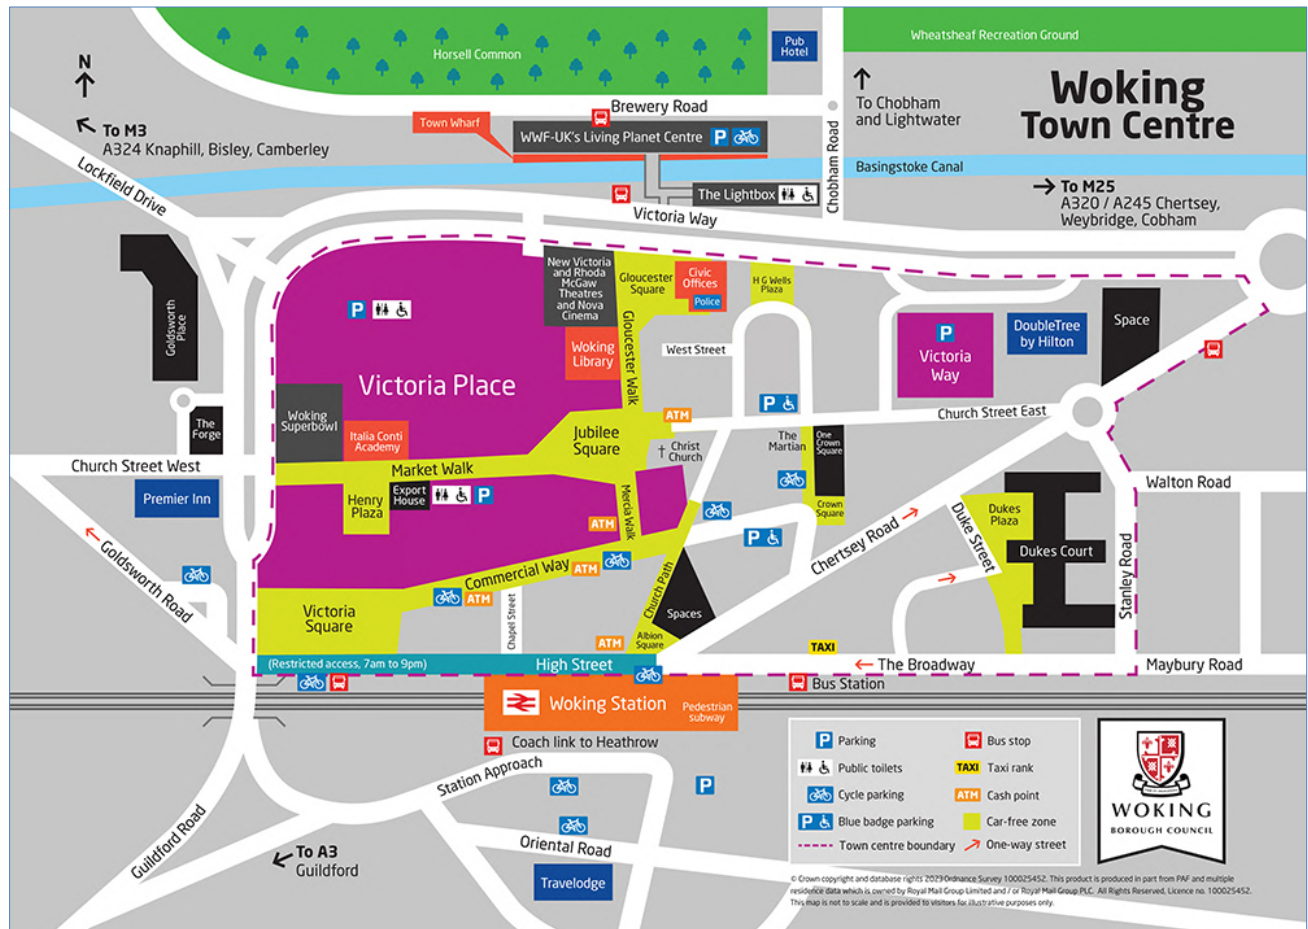 Woking
Town Centre
Wheatsheaf Recreation Ground
Horsell Common
Pub
Hotel
N
To M3
A324 Knaphill, Bisley, Camberley
To Chobham
and Lightwater
Brewery Road
Town Wharf
WWF-UK's Living Planet Centre
P
Chobham Road
Basingstoke Canal
To M25
A320 / A245 Chertsey,
Weybridge, Cobham
Lockfield Drive
The Lightbox
Victoria Way
Goldsworth
Place
New Victoria
and Rhoda
McGaw
Theatres
and Nova
Cinema
Gloucester
Square
Civic
Offices
Police
H G Wells
Plaza
P
Gloucester Walk
Woking
Library
West Street
P
Victoria
Way
DoubleTree
by Hilton
Space
Victoria Place
Woking
Superbowl
Italia Conti
Academy
The
Forge
Jubilee
Square
ATM
P
Church Street East
Christ
Church
The
Martian
One
Crown
Square
Crown
Square
Church Street West
Market Walk
Premier Inn
Henry
Plaza
Export
House
P
Mercia Walk
ATM
P
Walton Road
Dukes
Plaza
Duke Street
Dukes Court
Stanley Road
Chertsey Road
Goldsworth Road
Commercial Way
ATM
ATM
Victoria
Square
Chapel Street
Church Path
Spaces
Albion
Square
ATM
TAXI
(Restricted access, 7am to 9pm)
High Street
The Broadway
Maybury Road
Bus Station
Woking Station
Pedestrian
subway
Coach link to Heathrow
Station Approach
P
Guildford Road
To A3
Guildford
Oriental Road
Travelodge
P Parking
Bus stop
Public toilets
TAXI Taxi rank
Cycle parking
ATM Cash point
P Blue badge parking
Car-free zone
Town centre boundary
One-way street
WOKING
BOROUGH COUNCIL
© Crown copyright and database rights 2023 Ordnance Survey 100025452. This product is produced in part from PAF and multiple
residence data which is owned by Royal Mail Group Limited and / or Royal Mail Group PLC. All Rights Reserved, Licence no. 100025452.
This map is not to scale and is provided to visitors for illustrative purposes only.